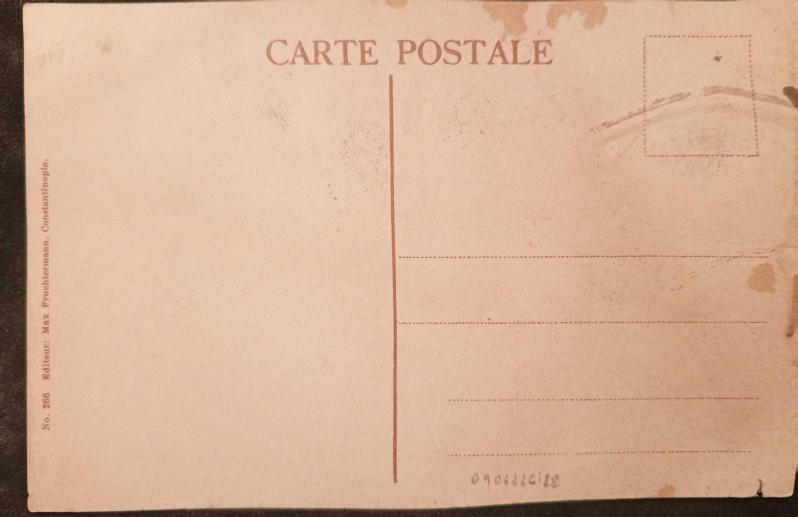 CARTE POSTALE
No. 266 Editeur: Max Fruchtermann, Constantinople.